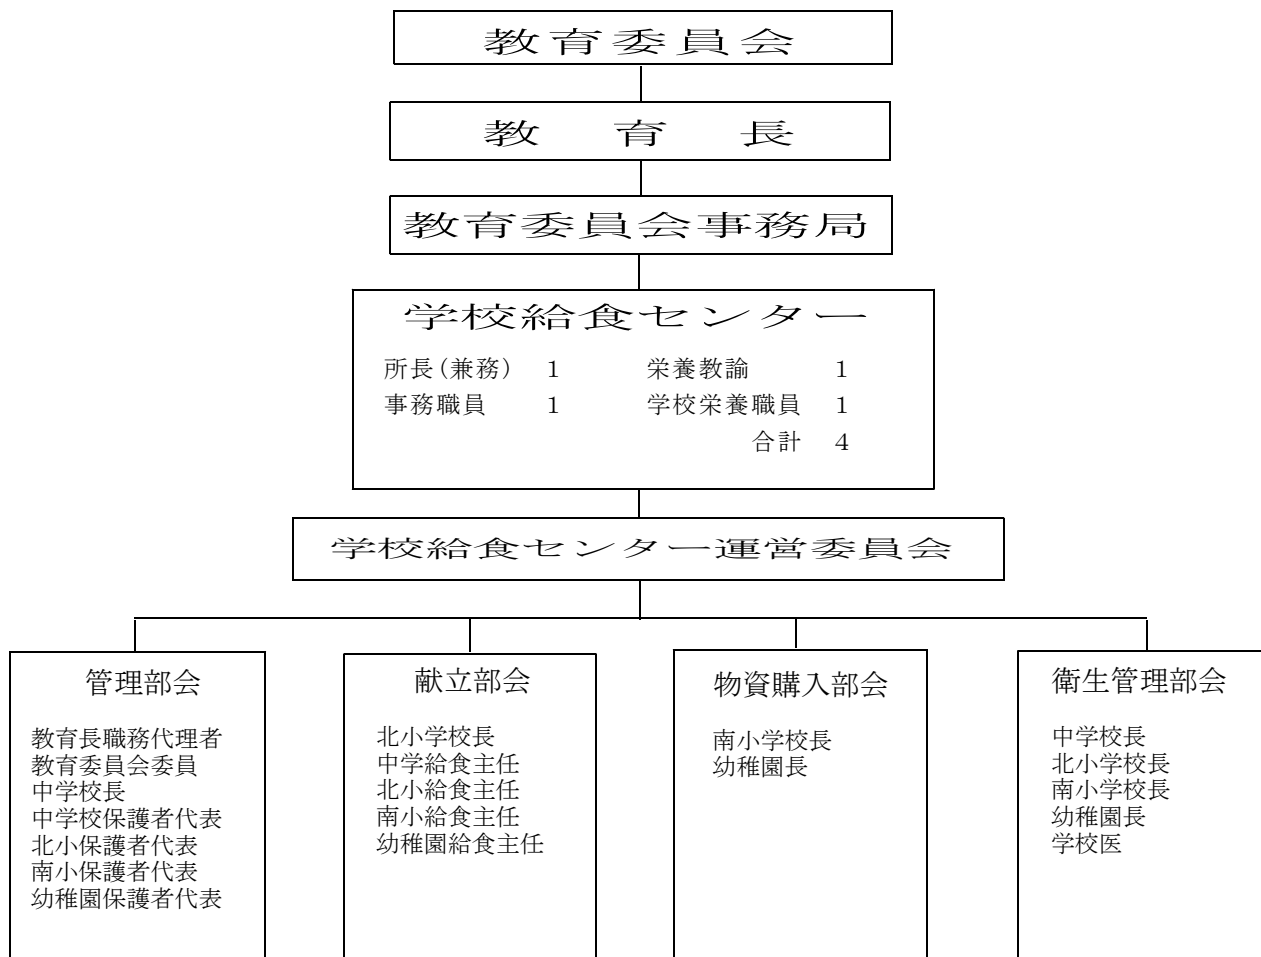 教育委員会
教　育　長
教育委員会事務局
学校給食センター
所長(兼務)　1　栄養教諭　1
事務職員　1　学校栄養職員　1
合計　4
学校給食センター運営委員会
管理部会
教育長職務代理者
教育委員会委員
中学校長
中学校保護者代表
北小保護者代表
南小保護者代表
幼稚園保護者代表
献立部会
北小学校長
中学給食主任
北小給食主任
南小給食主任
幼稚園給食主任
物資購入部会
南小学校長
幼稚園長
衛生管理部会
中学校長
北小学校長
南小学校長
幼稚園長
学校医